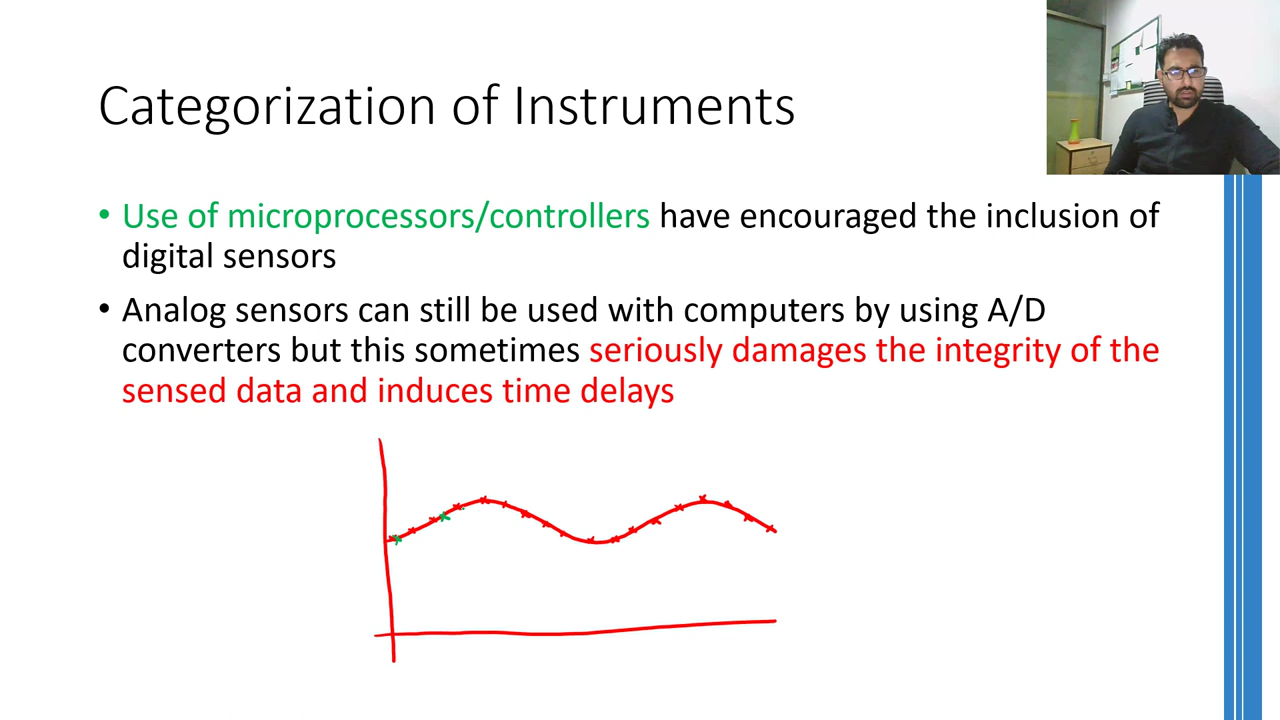 Categorization of Instruments
• Use of microprocessors/controllers have encouraged the inclusion of
digital sensors
• Analog sensors can still be used with computers by using A/D
converters but this sometimes seriously damages the integrity of the
sensed data and induces time delays